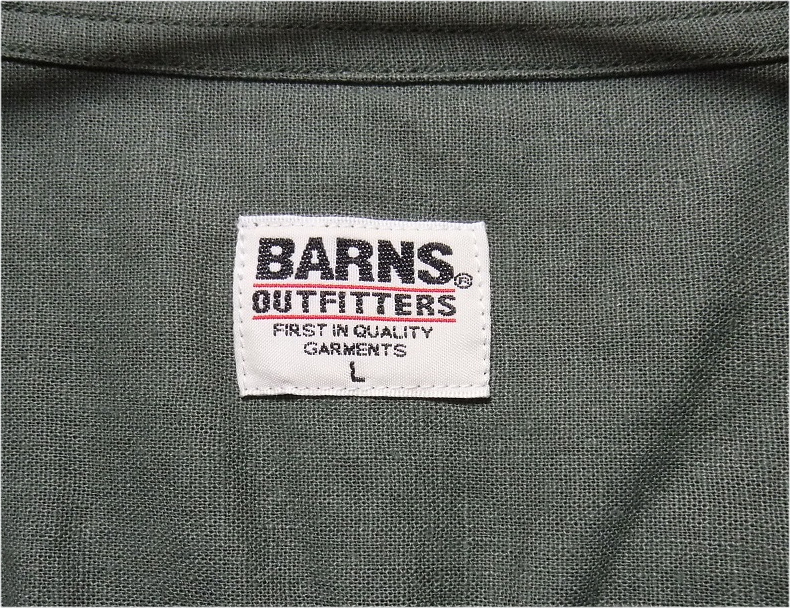 BARNS®
OUTFITTERS
FIRST IN QUALITY
GARMENTS
L